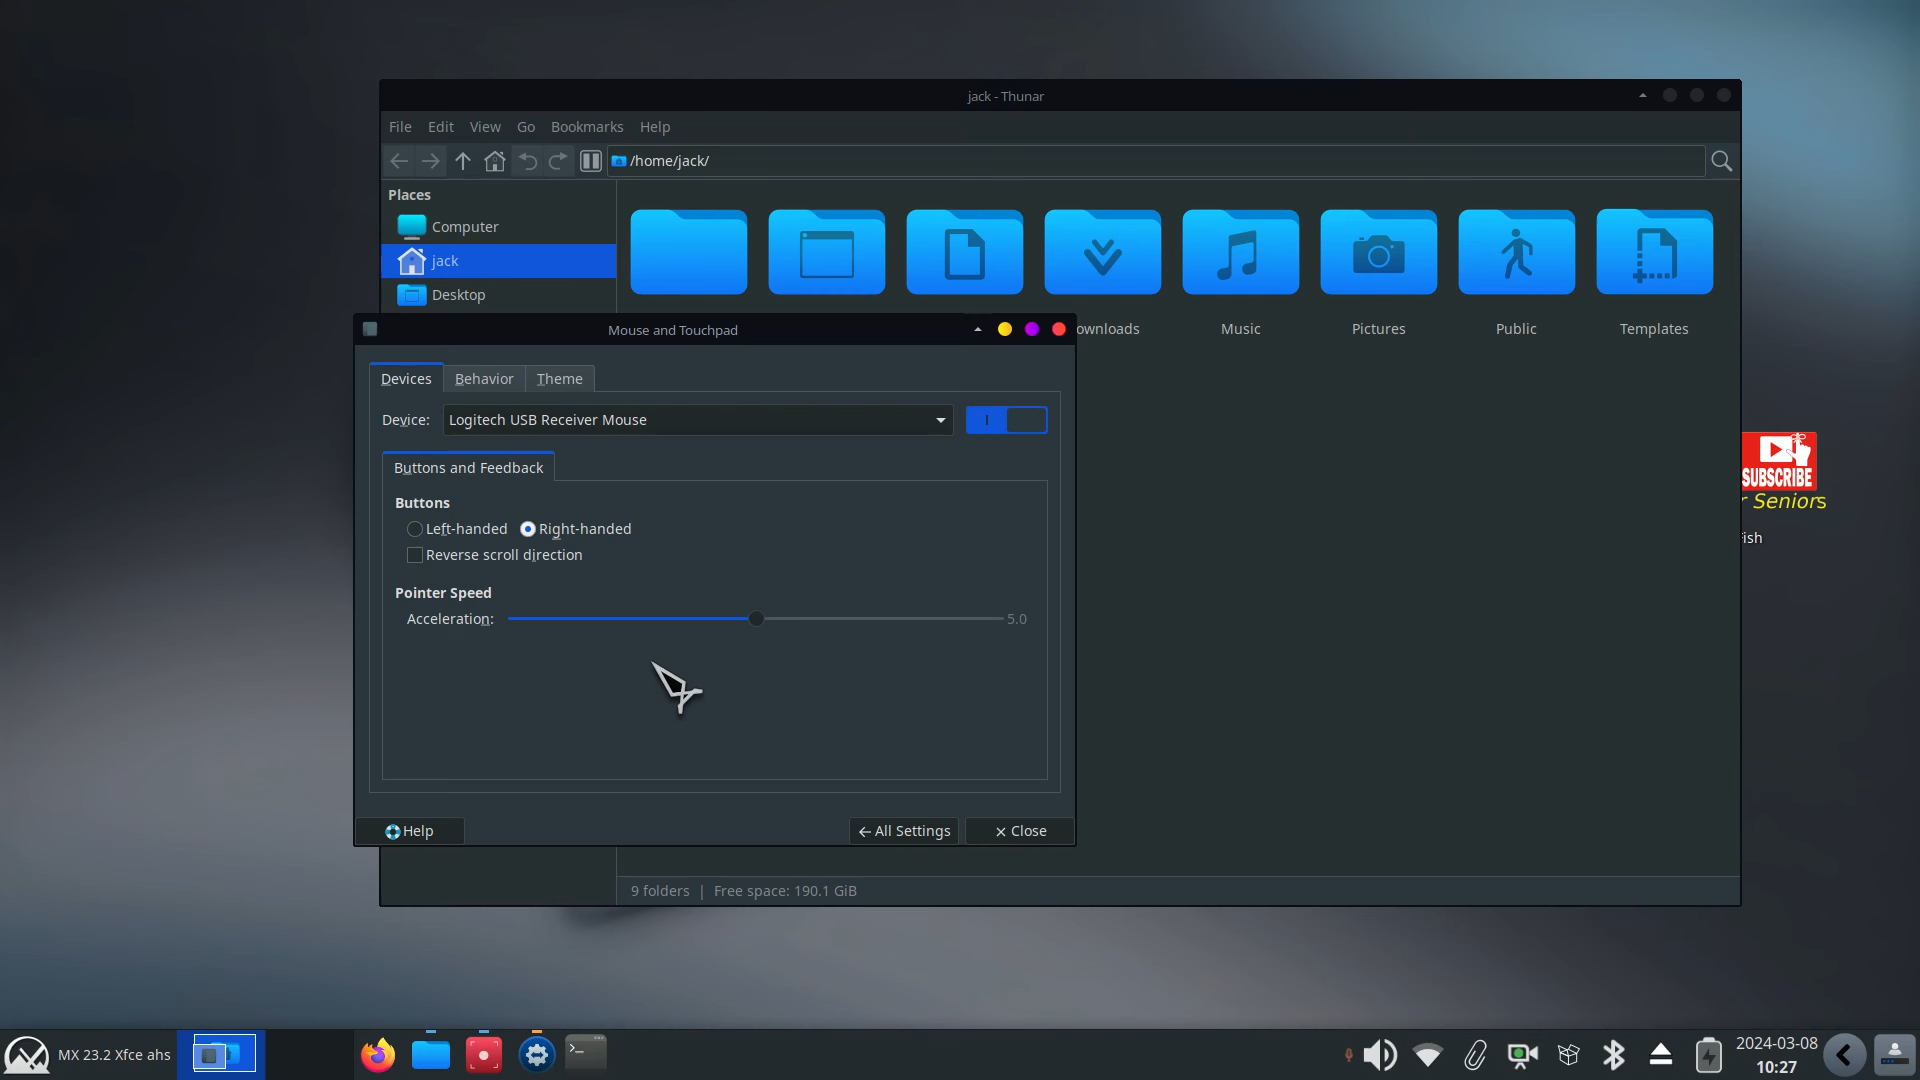 jack - Thunar
File Edit View Go Bookmarks Help
/home/jack/
Places
Computer
jack
Desktop
ownloads Music Pictures Public Templates
Mouse and Touchpad
Devices Behavior Theme
Device: Logitech USB Receiver Mouse
Buttons and Feedback
Buttons
Left-handed Right-handed
Reverse scroll direction
Pointer Speed
Acceleration: 5.0
Help All Settings Close
9 folders | Free space: 190.1 GiB
SUBSCRIBE
r Seniors
ish
MX 23.2 Xfce ahs
2024-03-08
10:27